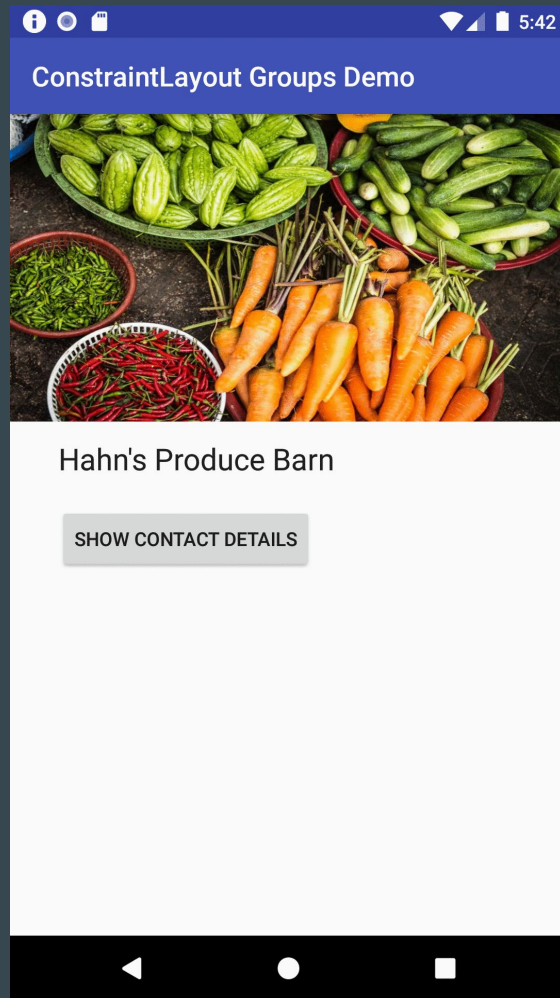 5:42
ConstraintLayout Groups Demo
Hahn's Produce Barn
SHOW CONTACT DETAILS